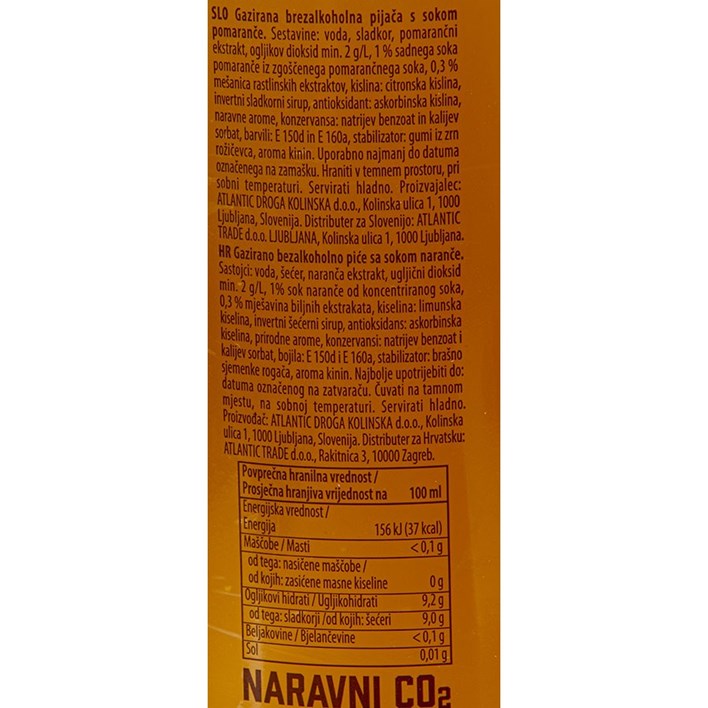 SLO Gazirana brezalkoholna pijača s sokom
pomaranče. Sestavine: voda, sladkor, pomarančni
ekstrakt, ogljikov dioksid min. 2 g/L, 1 % sadnega soka
pomaranče iz zgoščenega pomarančnega soka, 0,3 %
mešanica rastlinskih ekstraktov, kislina: citronska kislina,
invertni sladkorni sirup, antioksidant: askorbinska kislina,
naravne arome, konzervansa: natrijev benzoat in kalijev
sorbat, barvili: E 150d in E 160a, stabilizator: gumi iz zrn
rožičevca, aroma kinin. Uporabno najmanj do datuma
označenega na zamašku. Hraniti v temnem prostoru, pri
sobni temperaturi. Servirati hladno. Proizvajalec:
ATLANTIC DROGA KOLINSKA d.o.o., Kolinska ulica 1, 1000
Ljubljana, Slovenija. Distributer za Slovenijo: ATLANTIC
TRADE d.o.o. LJUBLJANA, Kolinska ulica 1, 1000 Ljubljana.
HR Gazirano bezalkoholno piće sa sokom naranče.
Sastojci: voda, šećer, naranča ekstrakt, ugljični dioksid
min. 2 g/L, 1% sok naranče od koncentriranog soka,
0,3 % mješavina biljnih ekstrakata, kiselina: limunska
kiselina, invertni šećerni sirup, antioksidans: askorbinska
kiselina, prirodne arome, konzervansi: natrijev benzoat i
kalijev sorbat, bojila: E 150d i E 160a, stabilizator: brašno
sjemenke rogača, aroma kinin. Najbolje upotrijebiti do:
datuma označenog na zatvaraču. Čuvati na tamnom
mjestu, na sobnoj temperaturi. Servirati hladno.
Proizvođač: ATLANTIC DROGA KOLINSKA d.o.o., Kolinska
ulica 1, 1000 Ljubljana, Slovenija. Distributer za Hrvatsku:
ATLANTIC TRADE d.o.o., Rakitnica 3, 10000 Zagreb.
Povprečna hranilna vrednost /
Prosječna hranjiva vrijednost na 100 ml
Energijska vrednost /
Energija 156 kJ (37 kcal)
Maščobe / Masti <0,1 g
od tega: nasičene maščobe /
od kojih: zasićene masne kiseline 0 g
Ogljikovi hidrati / Ugljikohidrati 9,2 g
od tega: sladkorji /od kojih: šećeri 9,0 g
Beljakovine / Bjelančevine <0,1 g
Sol 0,01 g
NARAVNI CO2